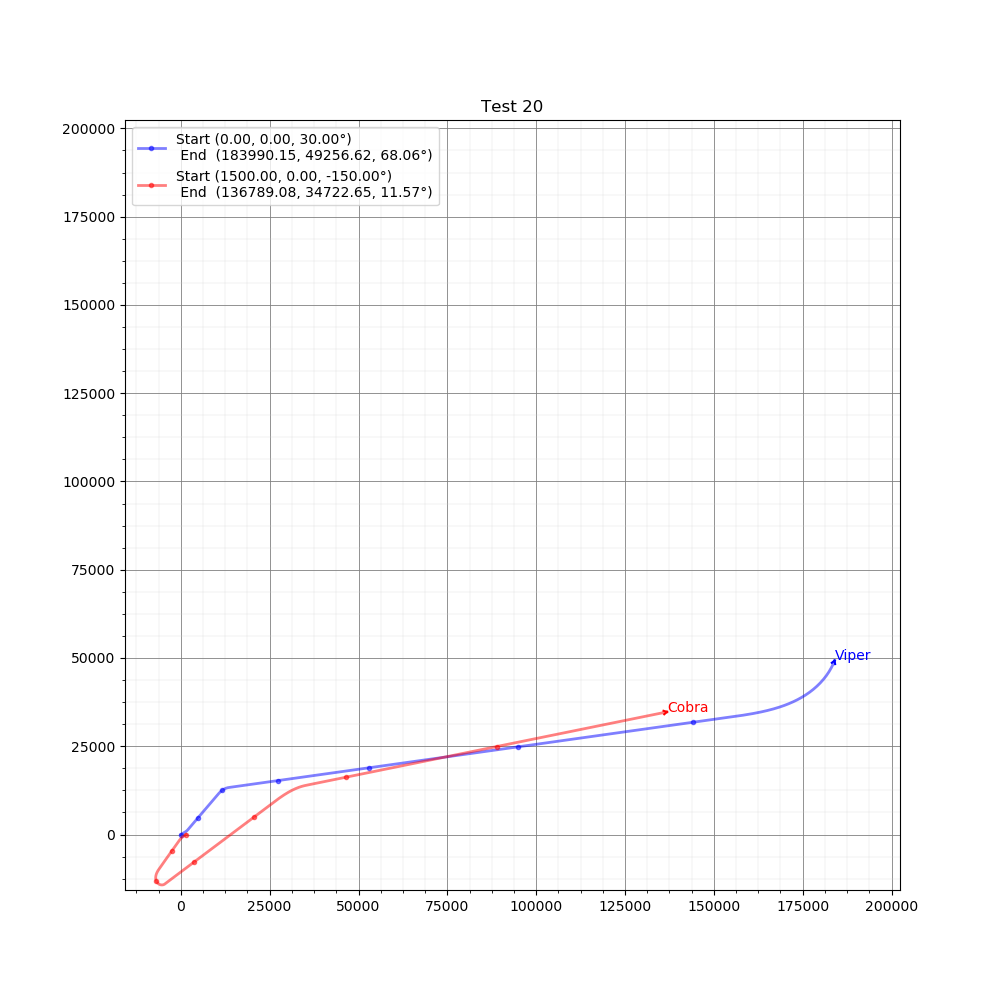 Test 20
200000
175000
150000
125000
100000
75000
50000
25000
0
Start (0.00, 0.00, 30.00°)
End  (183990.15, 49256.62, 68.06°)
Start (1500.00, 0.00, -150.00°)
End  (136789.08, 34722.65, 11.57°)
Viper
Cobra
0 25000 50000 75000 100000 125000 150000 175000 200000